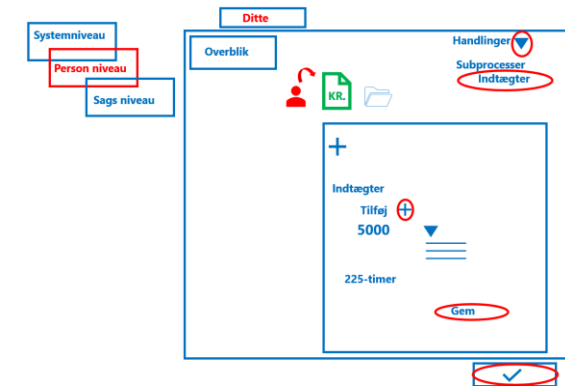 Ditte
Systemniveau
Person niveau
Sags niveau
Overblik
Handlinger
Subprocesser
Indtægter
KR.
Indtægter
Tilføj
5000
225-timer
Gem